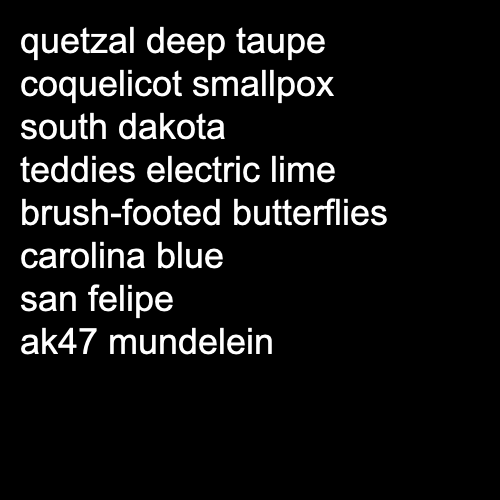 quetzal deep taupe
coquelicot smallpox
south dakota
teddies electric lime
brush-footed butterflies
carolina blue
san felipe
ak47 mundelein